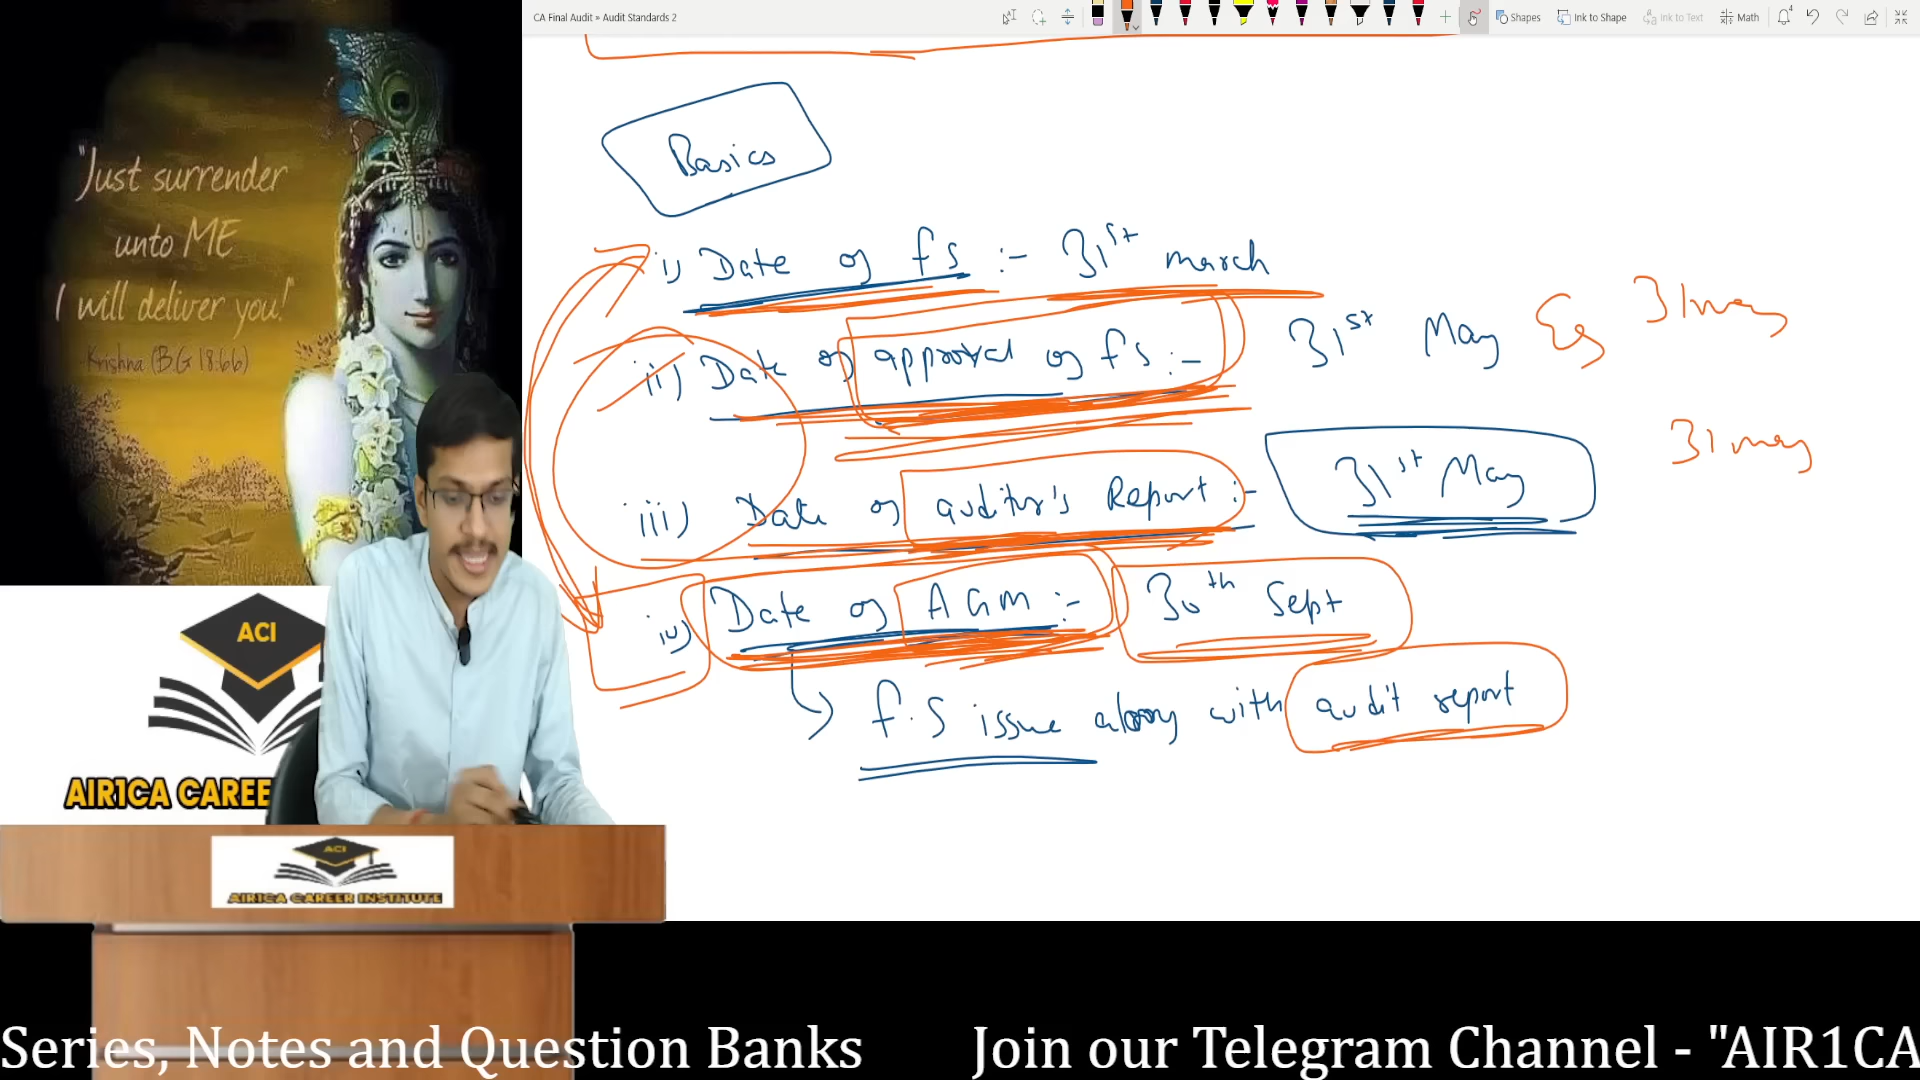 CA Final Audit » Audit Standards 2
Shapes
Ink to Shape
Ink to Text
Math
"Just surrender
unto ME
I will deliver you!"
- Krishna (B.G 18.66)
Basics
i) Date of fs :- 31st march
ii) Date of approval of fs :- 31st May Eg 31 may
iii) Date of auditor's Report :- 31st May 31 may
iv) Date of AGM :- 30th Sept
f.s issue along with audit report
ACI
AIR1CA CAREE
ACI
AIR1CA CAREER INSTITUTE
Series, Notes and Question Banks Join our Telegram Channel - "AIR1CA